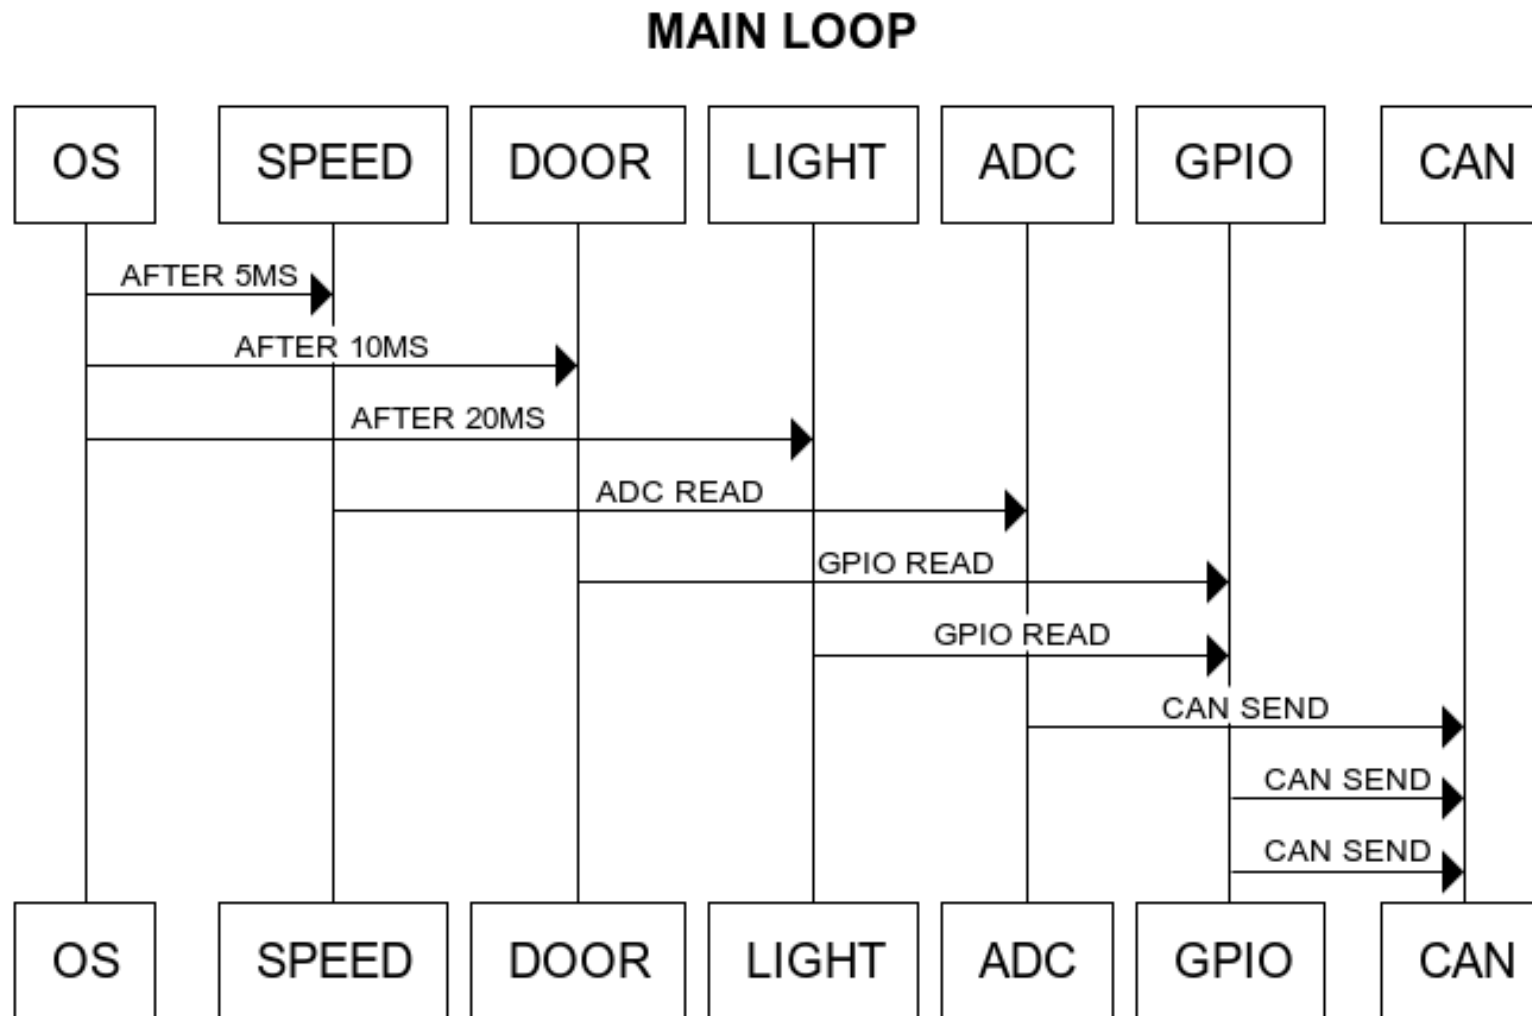 MAIN LOOP
OS SPEED DOOR LIGHT ADC GPIO CAN
AFTER 5MS
AFTER 10MS
AFTER 20MS
ADC READ
GPIO READ
GPIO READ
CAN SEND
CAN SEND
CAN SEND
OS SPEED DOOR LIGHT ADC GPIO CAN